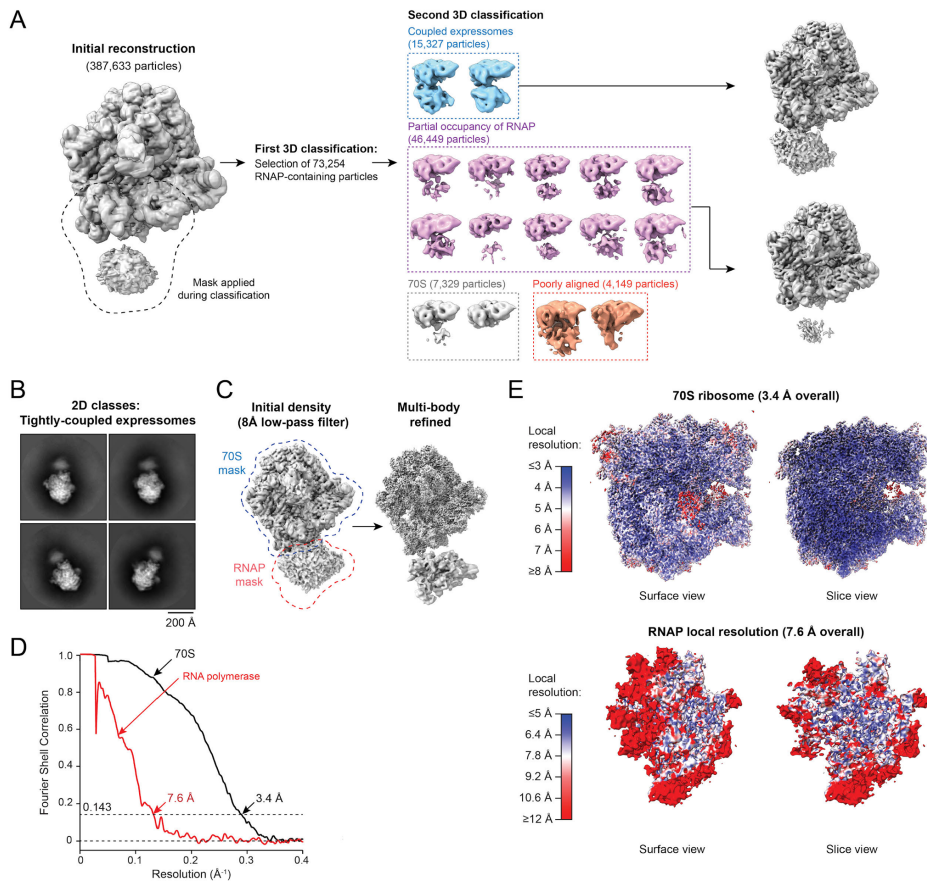 A
Initial reconstruction
(387,633 particles)
Mask applied
during classification
First 3D classification:
Selection of 73,254
RNAP-containing particles
Second 3D classification
Coupled expressomes
(15,327 particles)
Partial occupancy of RNAP
(46,449 particles)
70S (7,329 particles)
Poorly aligned (4,149 particles)
B
2D classes:
Tightly-coupled expressomes
200 Å
C
Initial density
(8Å low-pass filter)
70S
mask
RNAP
mask
Multi-body
refined
D
Fourier Shell Correlation
1.0
0.8
0.6
0.4
0.2
0
0.143
70S
RNA polymerase
7.6 Å
3.4 Å
0
0.1
0.2
0.3
0.4
Resolution (Å⁻¹)
E
70S ribosome (3.4 Å overall)
Local
resolution:
≤3 Å
4 Å
5 Å
6 Å
7 Å
≥8 Å
Surface view
Slice view
RNAP local resolution (7.6 Å overall)
Local
resolution:
≤5 Å
6.4 Å
7.8 Å
9.2 Å
10.6 Å
≥12 Å
Surface view
Slice view